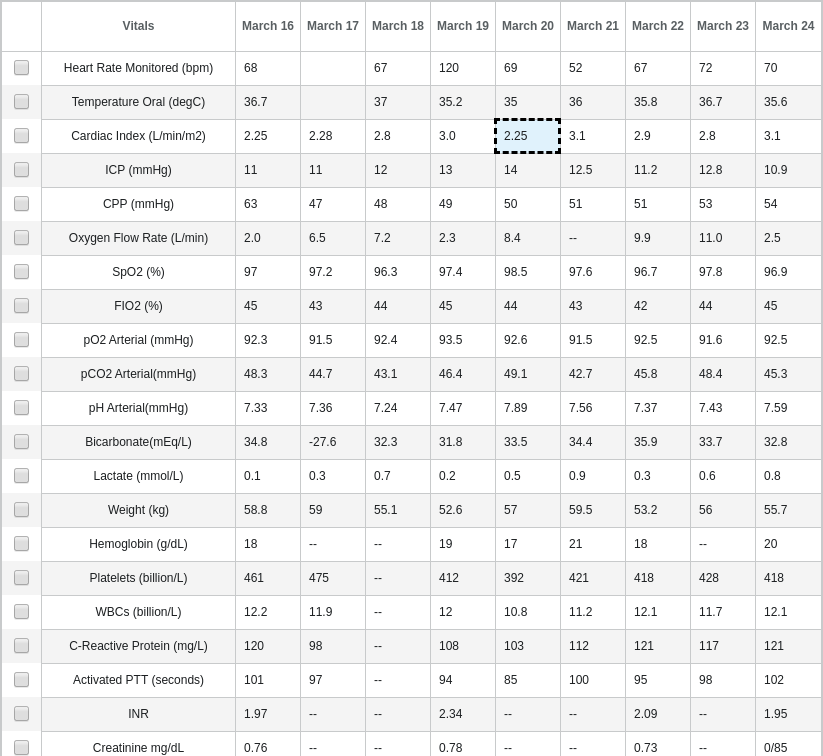 Vitals March 16 March 17 March 18 March 19 March 20 March 21 March 22 March 23 March 24
Heart Rate Monitored (bpm) 68 67 120 69 52 67 72 70
Temperature Oral (degC) 36.7 37 35.2 35 36 35.8 36.7 35.6
Cardiac Index (L/min/m2) 2.25 2.28 2.8 3.0 2.25 3.1 2.9 2.8 3.1
ICP (mmHg) 11 11 12 13 14 12.5 11.2 12.8 10.9
CPP (mmHg) 63 47 48 49 50 51 51 53 54
Oxygen Flow Rate (L/min) 2.0 6.5 7.2 2.3 8.4 -- 9.9 11.0 2.5
SpO2 (%) 97 97.2 96.3 97.4 98.5 97.6 96.7 97.8 96.9
FIO2 (%) 45 43 44 45 44 43 42 44 45
pO2 Arterial (mmHg) 92.3 91.5 92.4 93.5 92.6 91.5 92.5 91.6 92.5
pCO2 Arterial(mmHg) 48.3 44.7 43.1 46.4 49.1 42.7 45.8 48.4 45.3
pH Arterial(mmHg) 7.33 7.36 7.24 7.47 7.89 7.56 7.37 7.43 7.59
Bicarbonate(mEq/L) 34.8 -27.6 32.3 31.8 33.5 34.4 35.9 33.7 32.8
Lactate (mmol/L) 0.1 0.3 0.7 0.2 0.5 0.9 0.3 0.6 0.8
Weight (kg) 58.8 59 55.1 52.6 57 59.5 53.2 56 55.7
Hemoglobin (g/dL) 18 -- -- 19 17 21 18 -- 20
Platelets (billion/L) 461 475 -- 412 392 421 418 428 418
WBCs (billion/L) 12.2 11.9 -- 12 10.8 11.2 12.1 11.7 12.1
C-Reactive Protein (mg/L) 120 98 -- 108 103 112 121 117 121
Activated PTT (seconds) 101 97 -- 94 85 100 95 98 102
INR 1.97 -- -- 2.34 -- -- 2.09 -- 1.95
Creatinine mg/dL 0.76 -- -- 0.78 -- -- 0.73 -- 0/85